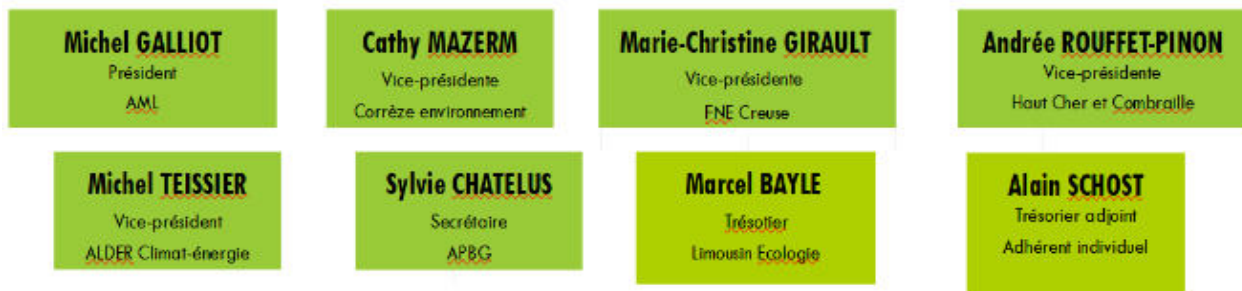 Michel GALLIOT
Président
AML
Cathy MAZERM
Vice-présidente
Corrèze environnement
Marie-Christine GIRAULT
Vice-présidente
FNE Creuse
Andrée ROUFFET-PINON
Vice-présidente
Haut Cher et Combraille
Michel TEISSIER
Vice-président
ALDER Climat-énergie
Sylvie CHATELUS
Secrétaire
APBG
Marcel BAYLE
Trésotier
Limousin Ecologie
Alain SCHOST
Trésorier adjoint
Adhérent individuel